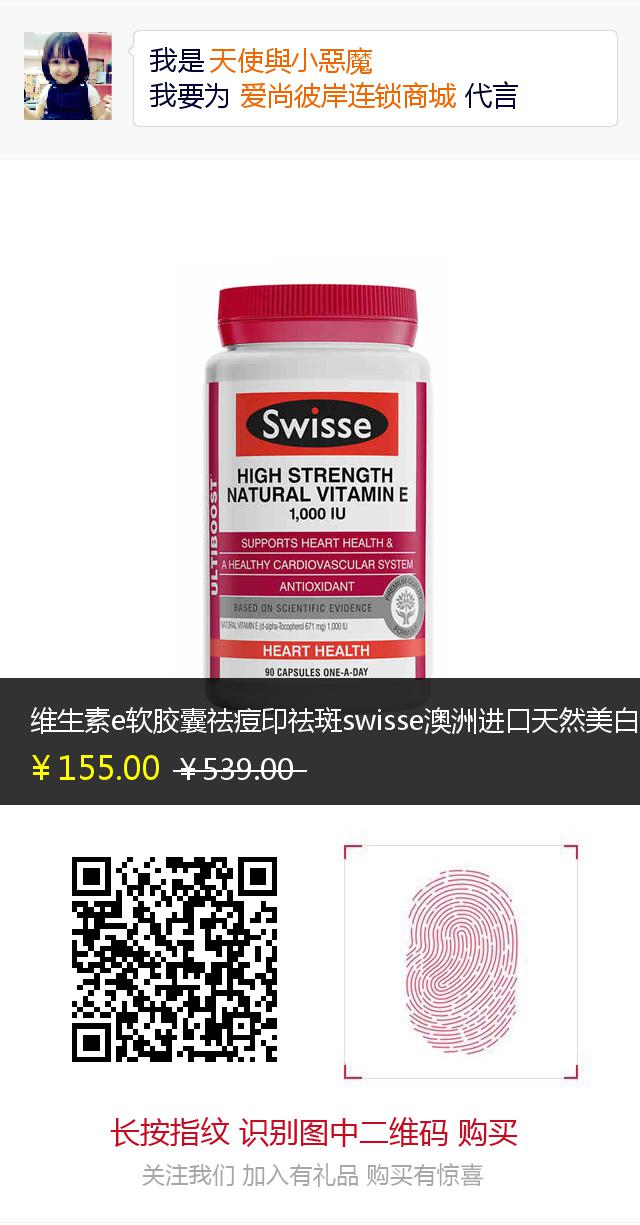 我是天使與小惡魔
我要为 爱尚彼岸连锁商城 代言
Swisse
HIGH STRENGTH
NATURAL VITAMIN E
1,000 IU
ULTIBOOST
SUPPORTS HEART HEALTH &
A HEALTHY CARDIOVASCULAR SYSTEM
ANTIOXIDANT
BASED ON SCIENTIFIC EVIDENCE
PREMIUM QUALITY
FORMULA
NATURAL VITAMIN E (d-alpha-Tocopherol 671 mg) 1,000 IU
HEART HEALTH
90 CAPSULES ONE-A-DAY
维生素e软胶囊祛痘印祛斑swisse澳洲进口天然美白
¥155.00 ¥539.00
长按指纹 识别图中二维码 购买
关注我们 加入有礼品 购买有惊喜